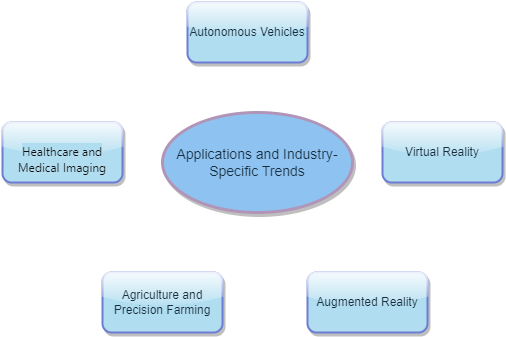 Autonomous Vehicles
Healthcare and
Medical Imaging
Applications and Industry-
Specific Trends
Virtual Reality
Agriculture and
Precision Farming
Augmented Reality